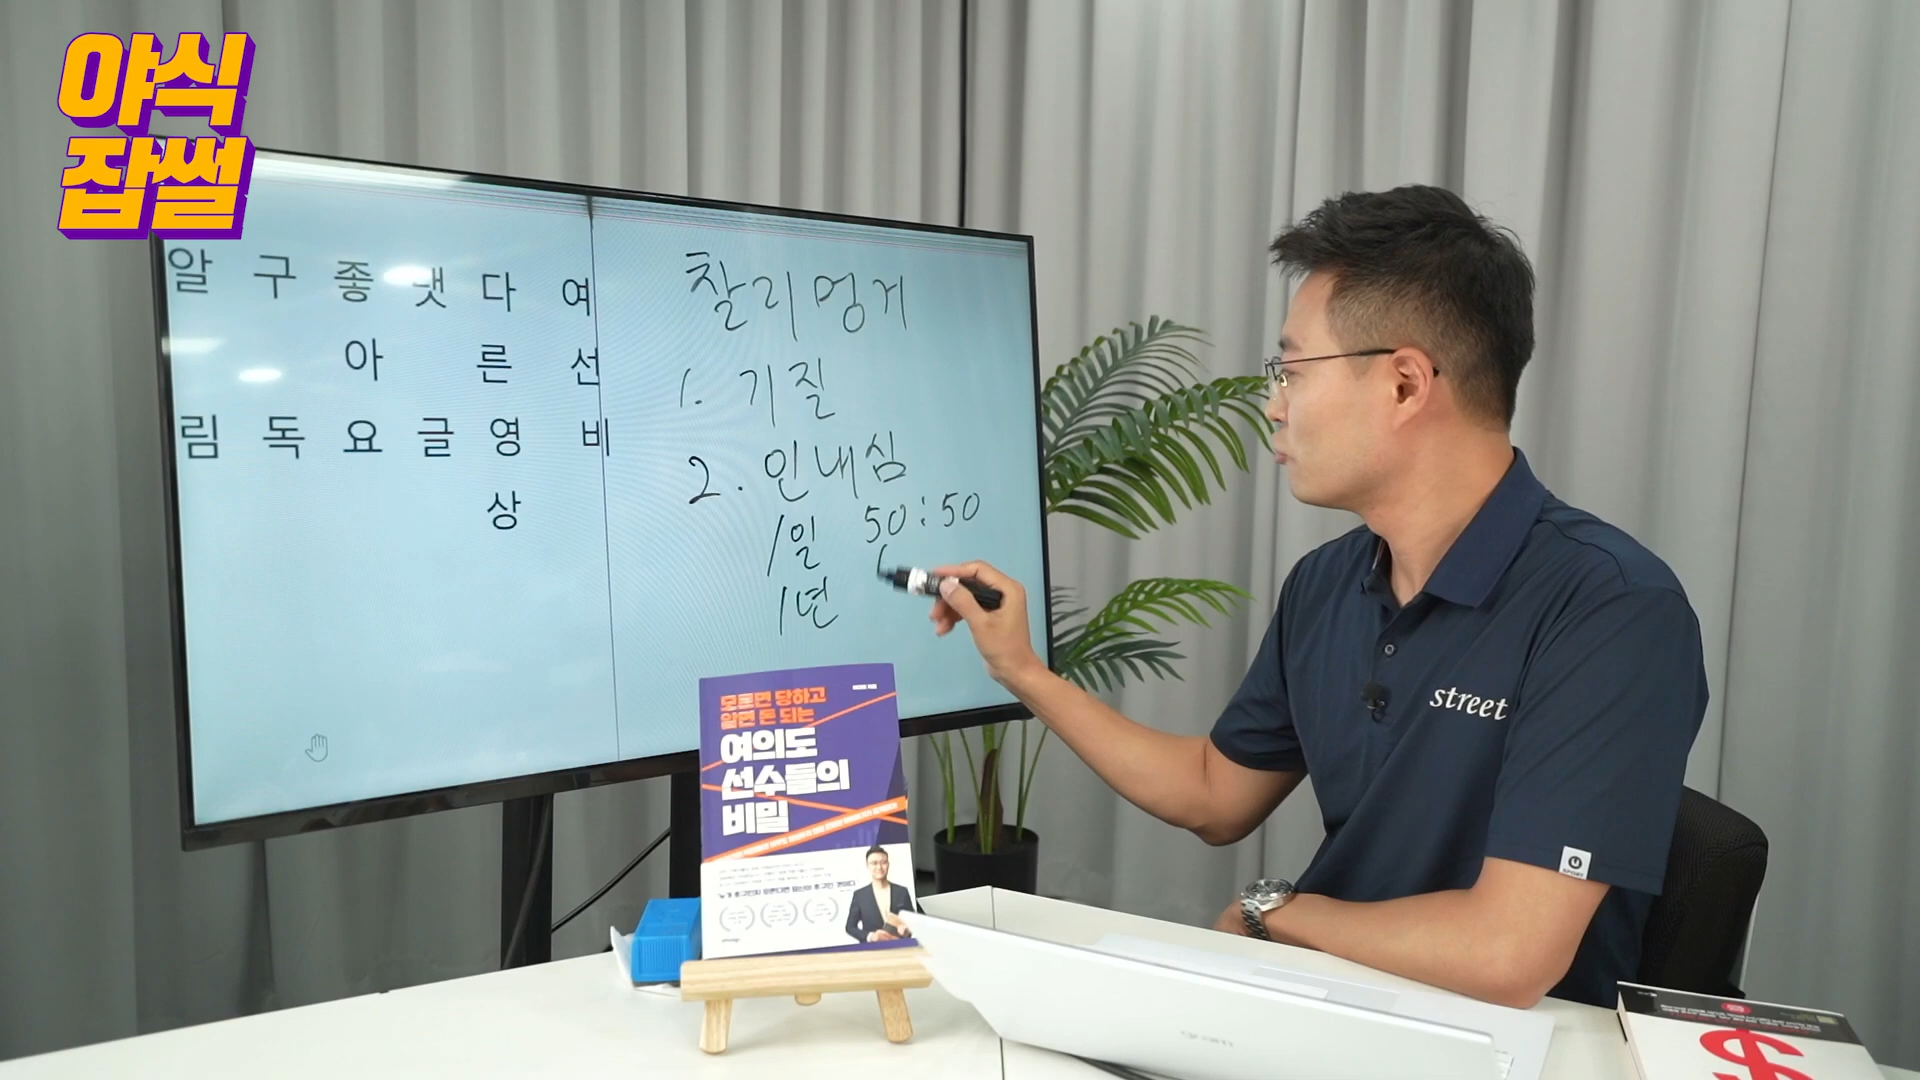 야식
잡썰
알 구 좋 댓 다 여
아 른 선
림 독 요 글 영 비
상
찰리멍거
1. 기질
2. 인내심
1일 50:50
1년
모르면 당하고
알면 돈 되는
여의도
선수들의
비밀
street
SPORT
gram